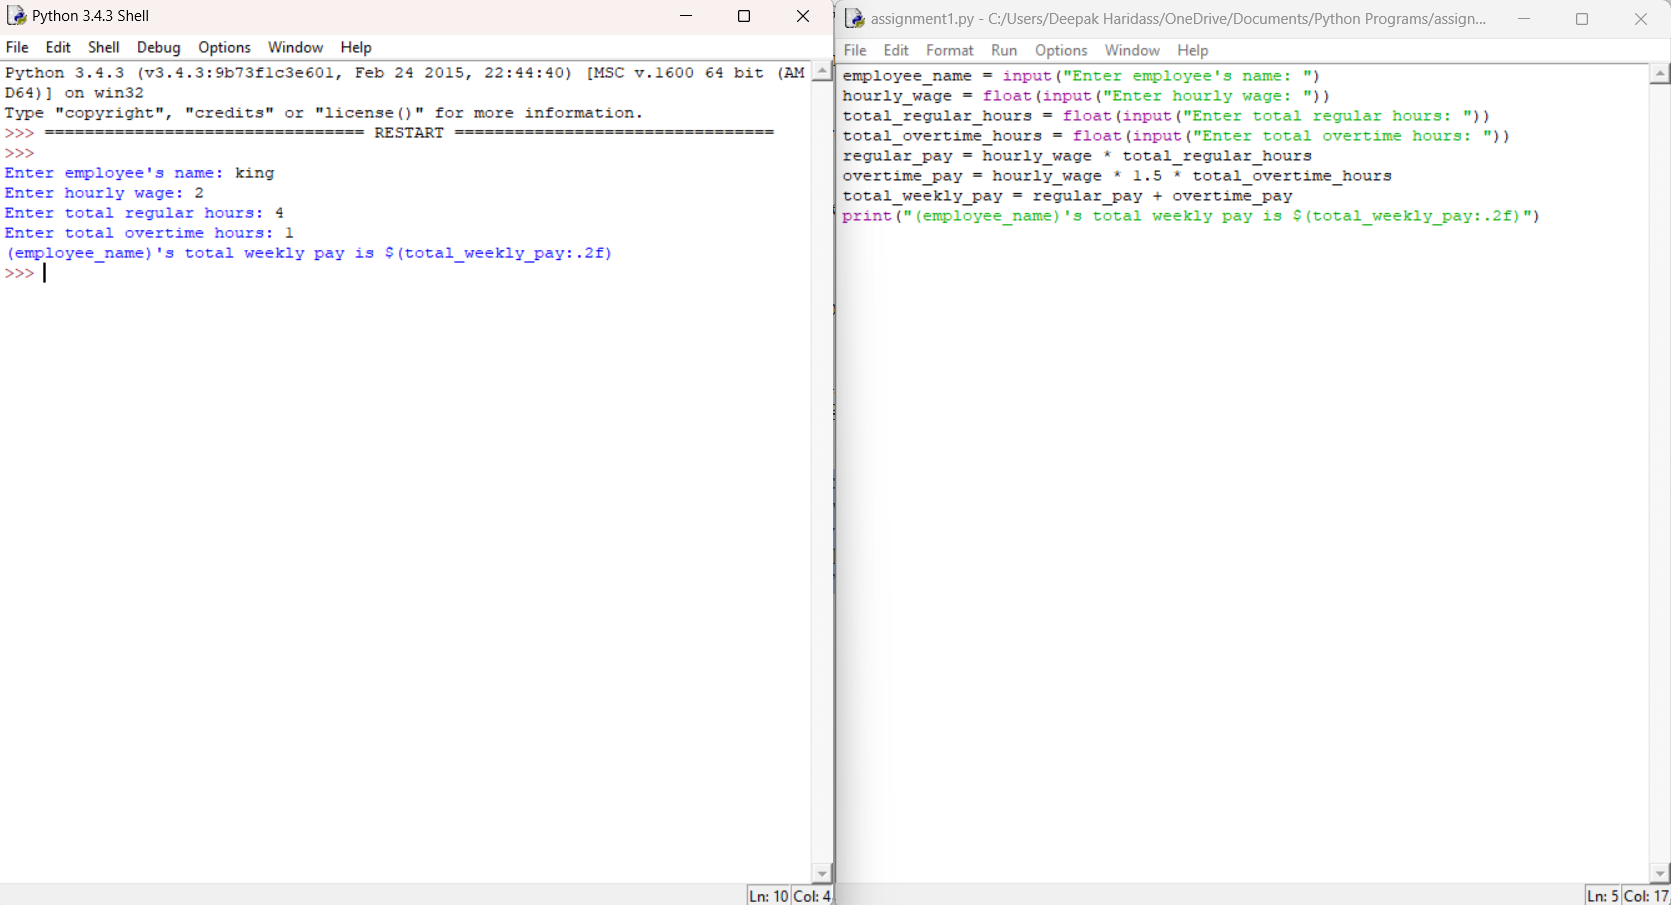 Python 3.4.3 Shell
File Edit Shell Debug Options Window Help
Python 3.4.3 (v3.4.3:9b73f1c3e601, Feb 24 2015, 22:44:40) [MSC v.1600 64 bit (AM
D64)] on win32
Type "copyright", "credits" or "license()" for more information.
>>> ================================ RESTART ================================
>>>
Enter employee's name: king
Enter hourly wage: 2
Enter total regular hours: 4
Enter total overtime hours: 1
(employee_name)'s total weekly pay is $(total_weekly_pay:.2f)
>>>
Ln: 10 Col: 4
assignment1.py - C:/Users/Deepak Haridass/OneDrive/Documents/Python Programs/assign...
File Edit Format Run Options Window Help
employee_name = input("Enter employee's name: ")
hourly_wage = float(input("Enter hourly wage: "))
total_regular_hours = float(input("Enter total regular hours: "))
total_overtime_hours = float(input("Enter total overtime hours: "))
regular_pay = hourly_wage * total_regular_hours
overtime_pay = hourly_wage * 1.5 * total_overtime_hours
total_weekly_pay = regular_pay + overtime_pay
print("(employee_name)'s total weekly pay is $(total_weekly_pay:.2f)")
Ln: 5 Col: 17